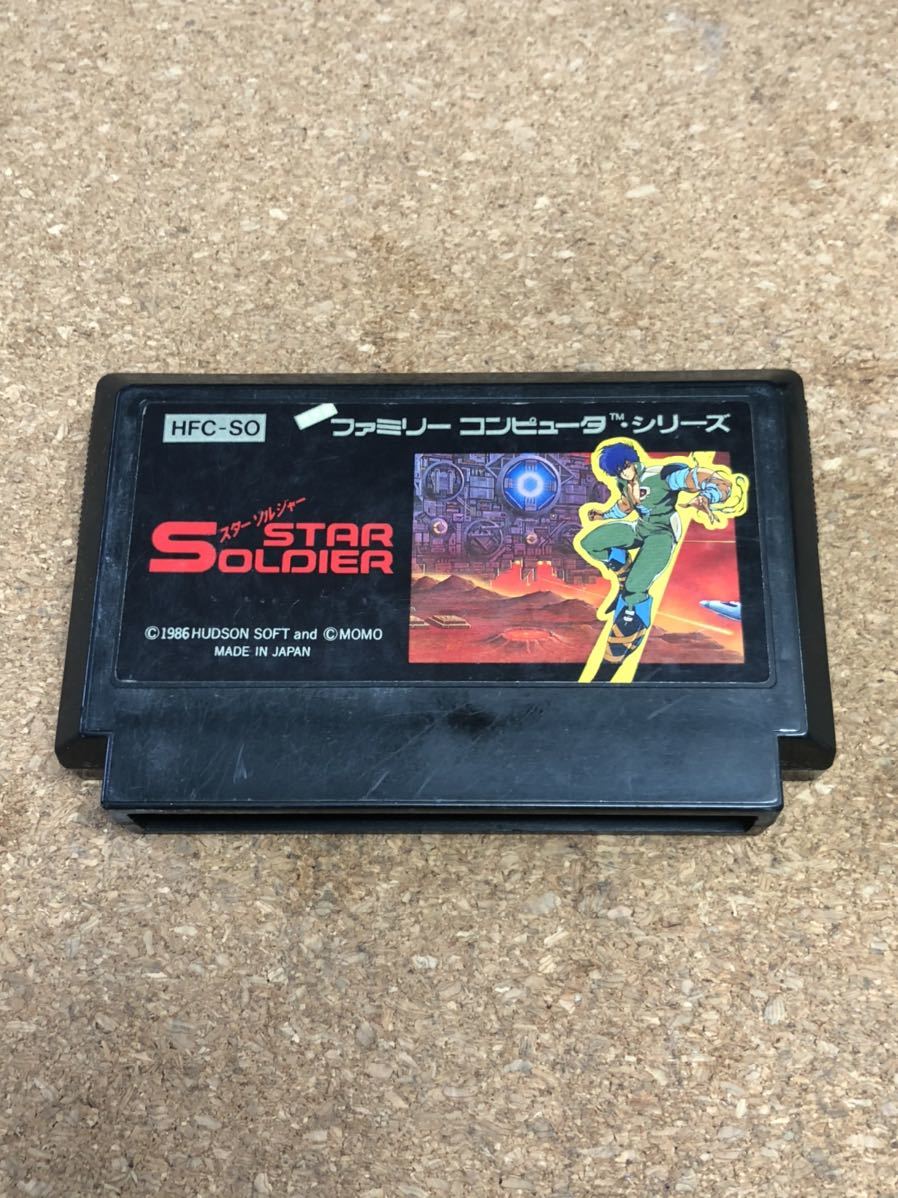 HFC-SO
ファミリー コンピュータ™・シリーズ
スターソルジャー
STAR
SOLDIER
©1986 HUDSON SOFT and ©MOMO
MADE IN JAPAN